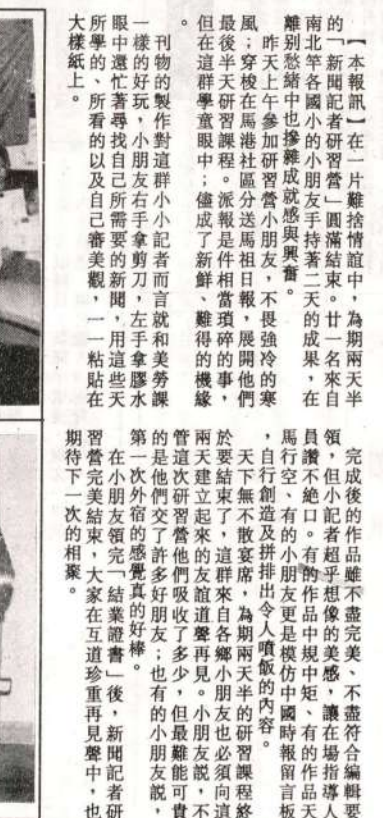 【本報訊】在一片難捨情誼中,為期兩天半
的「新聞記者研習營」圓滿結束。廿一名來自
南北竿各國小的小朋友手持著二天的成果,在
離別愁緒中也摻雜成就感與興奮。
昨天上午參加研習營小朋友,不畏強冷的寒
風;穿梭在馬港社區分送馬祖日報,展開他們
最後半天研習課程。派報是件相當瑣碎的事,
但在這群學童眼中;儘成了新鮮、難得的機緣
。
刊物的製作對這群小小記者而言就和美勞課
一樣的好玩,小朋友右手拿剪刀,左手拿膠水
眼中還忙著尋找自己所需要的新聞,用這些天
所學的、所看的以及自己審美觀,一一粘貼在
大樣紙上。
完成後的作品雖不盡完美、不盡符合編輯要
領,但小記者超乎想像的美感,讓在場指導人
員讚不絕口。有的作品中規中矩、有的作品天
馬行空、有的小朋友更是模仿中國時報留言板
,自行創造及拼排出令人噴飯的內容。
天下無不散宴席,為期兩天半的研習課程終
於要結束了,這群來自各鄉小朋友也必須向這
兩天建立起來的友誼道聲再見。小朋友說,不
管這次研習營他們吸收了多少,但最難能可貴
的是他們交了許多好朋友;也有的小朋友說,
第一次外宿的感覺真的好棒。
在小朋友領完「結業證書」後,新聞記者研
習營完美結束,大家在互道珍重再見聲中,也
期待下一次的相聚。